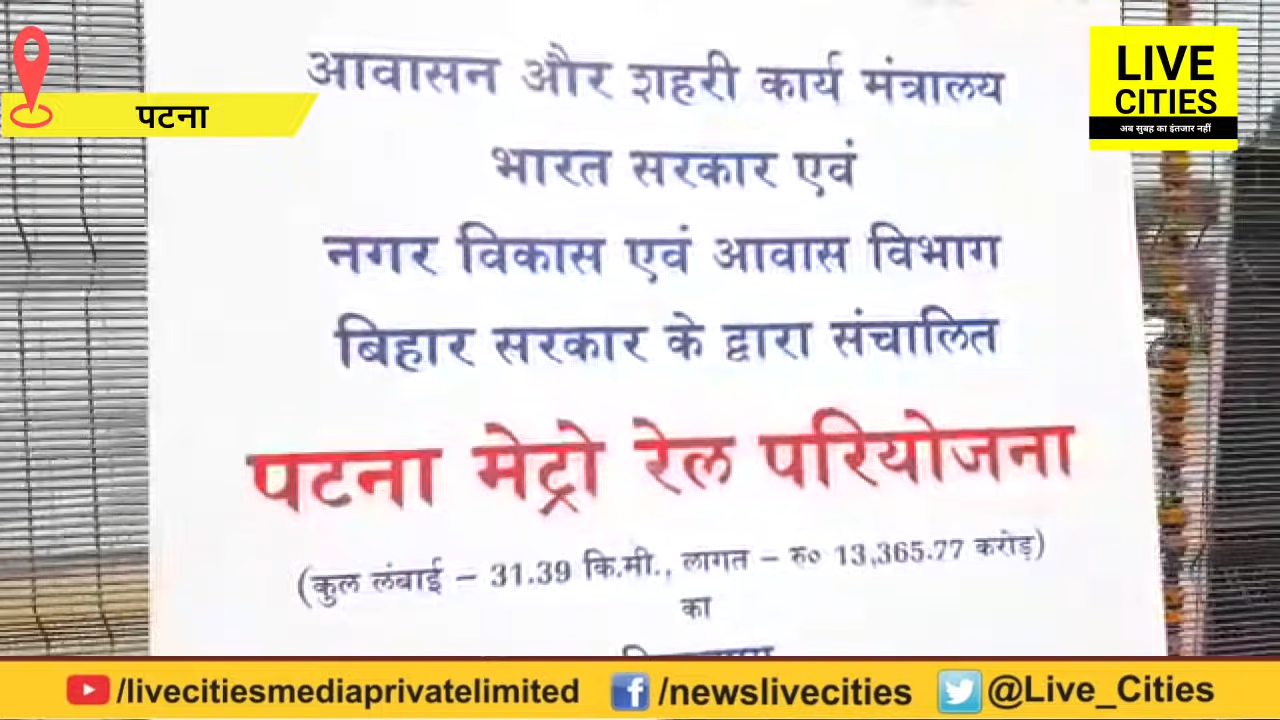 पटना
LIVE
CITIES
अब सुबह का इंतजार नहीं
आवासन और शहरी कार्य मंत्रालय
भारत सरकार एवं
नगर विकास एवं आवास विभाग
बिहार सरकार के द्वारा संचालित
पटना मेट्रो रेल परियोजना
(कुल लंबाई – 31.39 कि.मी., लागत – रु० 13,365.77 करोड़)
का
/livecitiesmediaprivatelimited /newslivecities @Live_Cities